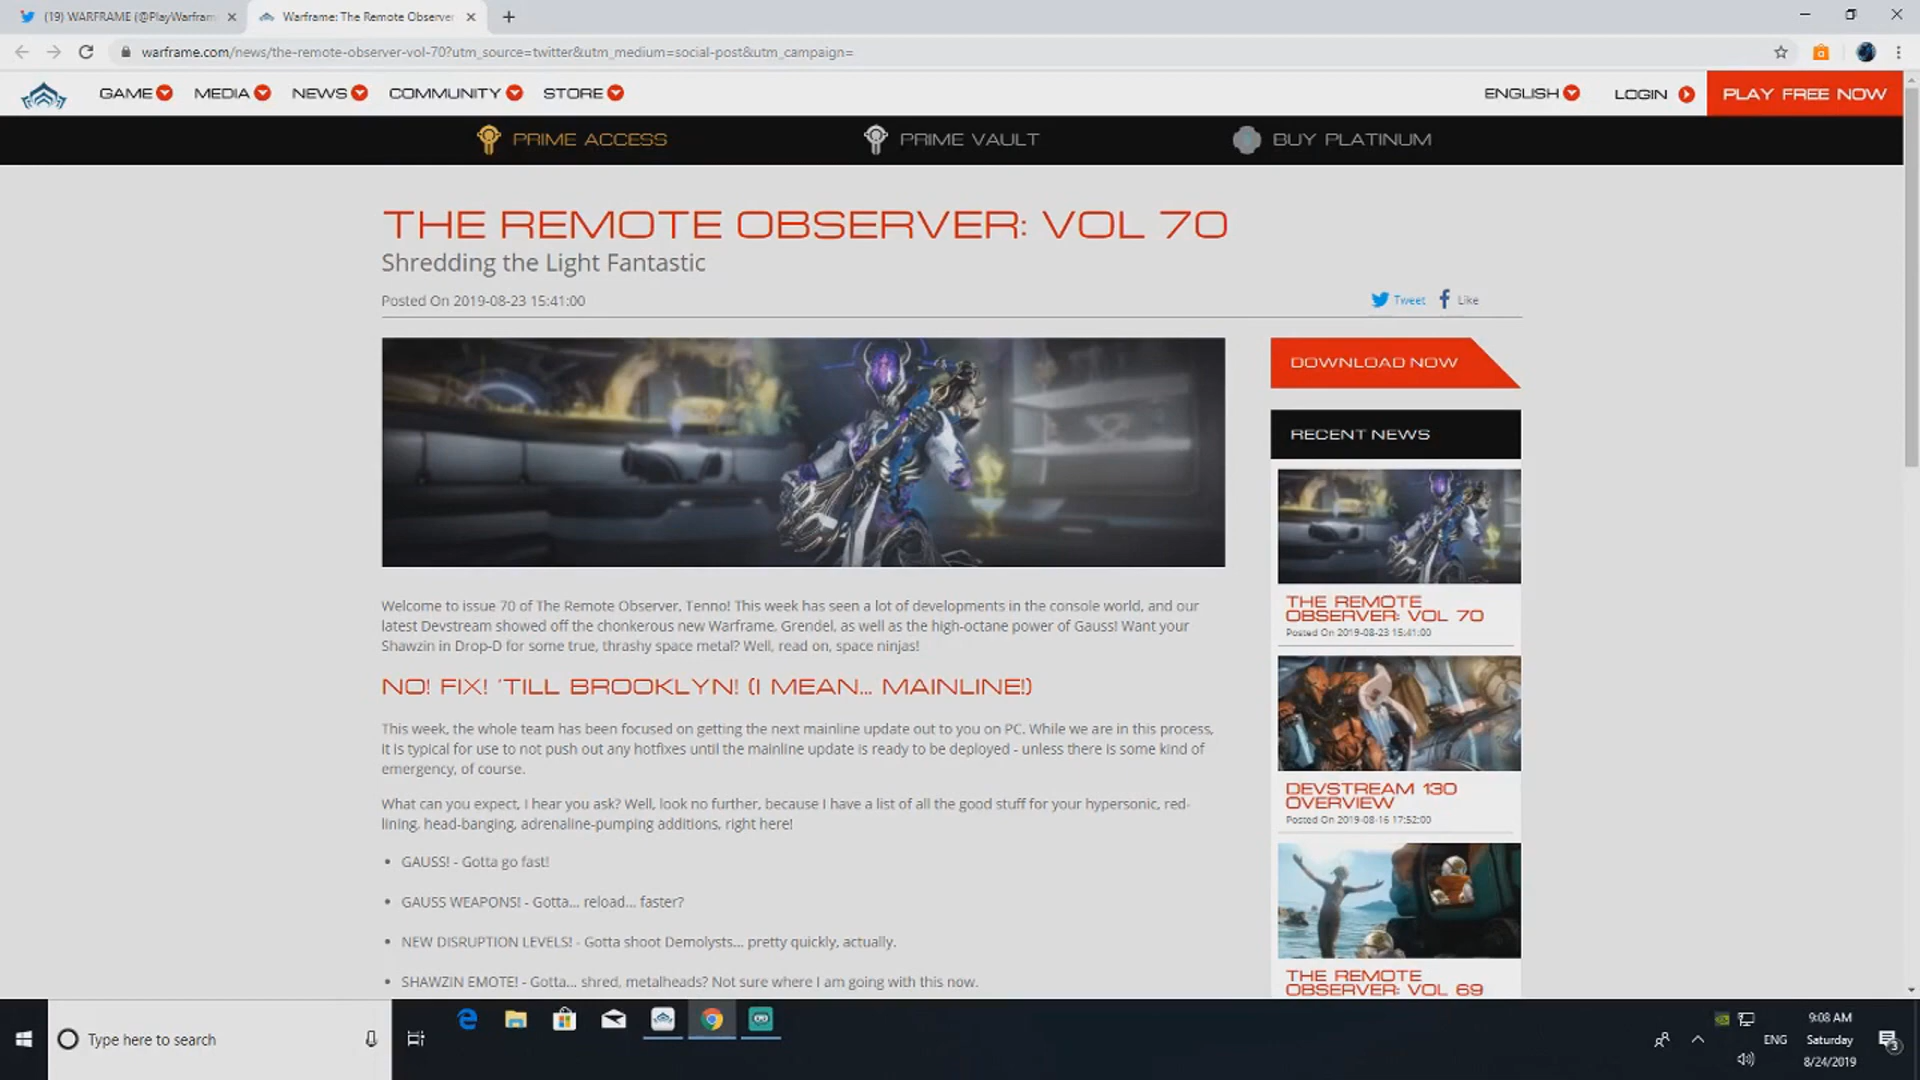 (19) WARFRAME (@PlayWarfram
Warframe: The Remote Observer
warframe.com/news/the-remote-observer-vol-70?utm_source=twitter&utm_medium=social-post&utm_campaign=
GAME MEDIA NEWS COMMUNITY STORE ENGLISH LOGIN PLAY FREE NOW
PRIME ACCESS PRIME VAULT BUY PLATINUM
THE REMOTE OBSERVER: VOL 70
Shredding the Light Fantastic
Posted On 2019-08-23 15:41:00
Tweet Like
Welcome to issue 70 of The Remote Observer, Tenno! This week has seen a lot of developments in the console world, and our
latest Devstream showed off the chonkerous new Warframe, Grendel, as well as the high-octane power of Gauss! Want your
Shawzin in Drop-D for some true, thrashy space metal? Well, read on, space ninjas!
NO! FIX! 'TILL BROOKLYN! (I MEAN... MAINLINE!)
This week, the whole team has been focused on getting the next mainline update out to you on PC. While we are in this process,
it is typical for use to not push out any hotfixes until the mainline update is ready to be deployed - unless there is some kind of
emergency, of course.
What can you expect, I hear you ask? Well, look no further, because I have a list of all the good stuff for your hypersonic, red-
lining, head-banging, adrenaline-pumping additions, right here!
• GAUSS! - Gotta go fast!
• GAUSS WEAPONS! - Gotta... reload... faster?
• NEW DISRUPTION LEVELS! - Gotta shoot Demolysts... pretty quickly, actually.
• SHAWZIN EMOTE! - Gotta... shred, metalheads? Not sure where I am going with this now.
DOWNLOAD NOW
RECENT NEWS
THE REMOTE
OBSERVER: VOL 70
Posted On 2019-08-23 15:41:00
DEVSTREAM 130
OVERVIEW
Posted On 2019-08-16 17:52:00
THE REMOTE
OBSERVER: VOL 69
Type here to search
ENG
9:08 AM
Saturday
8/24/2019
3